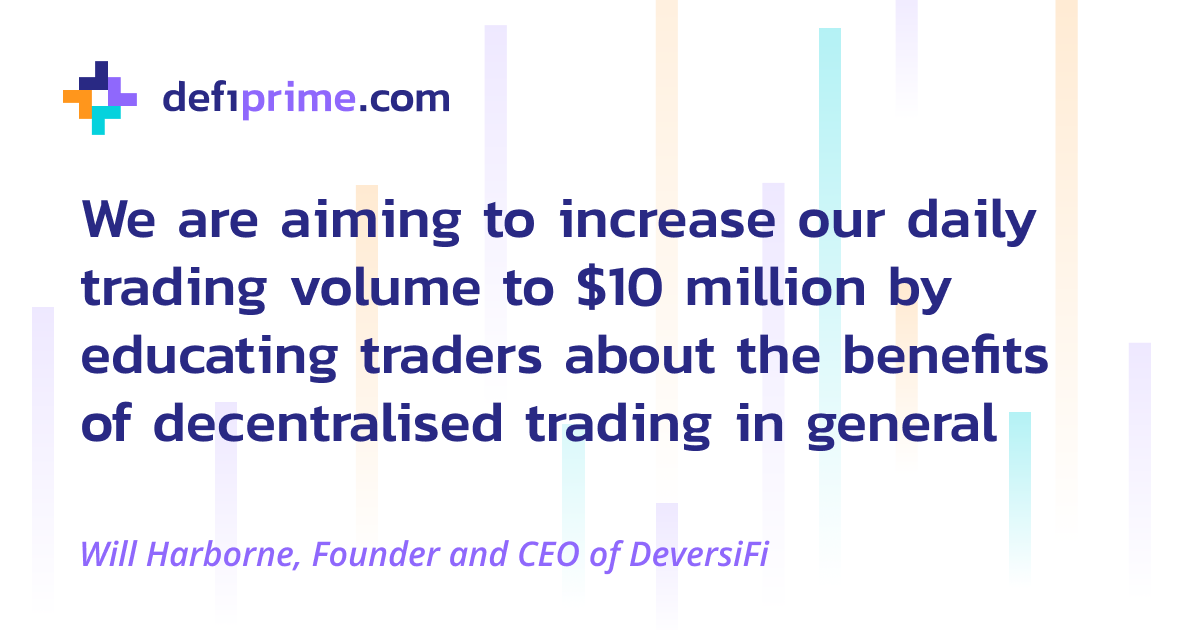 defiprime.com
We are aiming to increase our daily
trading volume to $10 million by
educating traders about the benefits
of decentralised trading in general
Will Harborne, Founder and CEO of DeversiFi